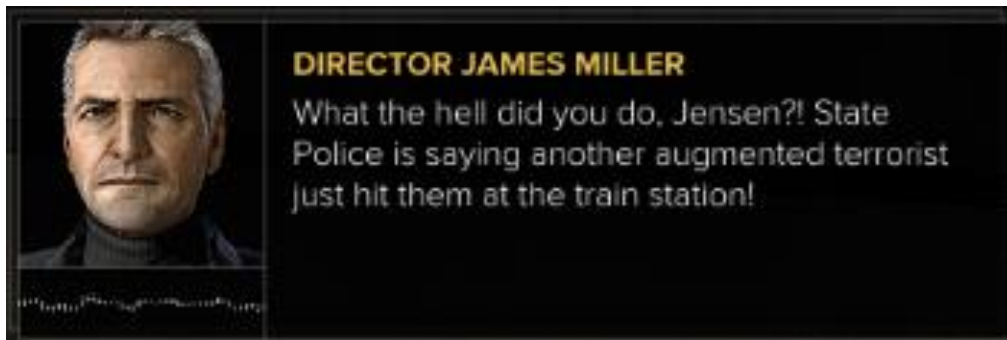 DIRECTOR JAMES MILLER
What the hell did you do, Jensen?! State
Police is saying another augmented terrorist
just hit them at the train station!